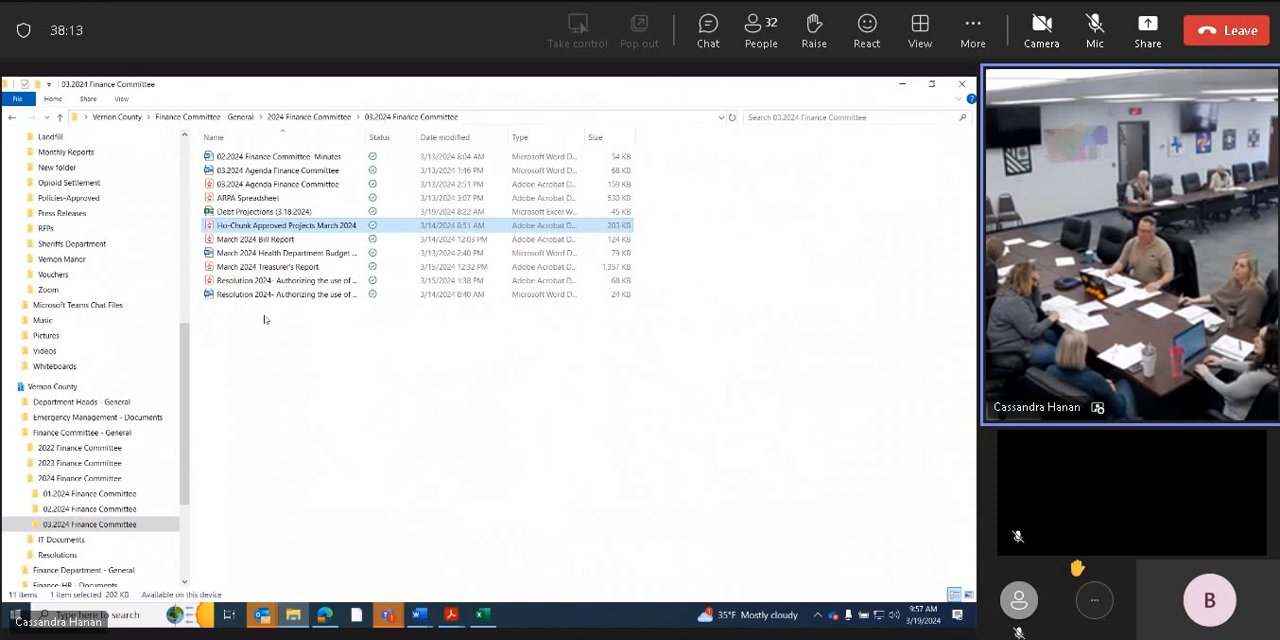 38:13
Take control
Pop out
Chat
32
People
Raise
React
View
More
Camera
Mic
Share
Leave
03.2024 Finance Committee
File Home Share View
Vernon County > Finance Committee - General > 2024 Finance Committee > 03.2024 Finance Committee
Search 03.2024 Finance Committee
Landfill
Monthly Reports
New folder
Opioid Settlement
Policies-Approved
Press Releases
RFPs
Sheriffs Department
Vernon Manor
Vouchers
Zoom
Microsoft Teams Chat Files
Music
Pictures
Videos
Whiteboards
Vernon County
Department Heads - General
Emergency Management - Documents
Finance Committee - General
2022 Finance Committee
2023 Finance Committee
2024 Finance Committee
01.2024 Finance Committee
02.2024 Finance Committee
03.2024 Finance Committee
IT Documents
Resolutions
Finance Department - General
Finance-HR - Documents
Name Status Date modified Type Size
02.2024 Finance Committee Minutes 3/13/2024 8:04 AM Microsoft Word D... 54 KB
03.2024 Agenda Finance Committee 3/13/2024 1:46 PM Microsoft Word D... 68 KB
03.2024 Agenda Finance Committee 3/13/2024 2:51 PM Adobe Acrobat D... 159 KB
ARPA Spreadsheet 3/13/2024 3:07 PM Adobe Acrobat D... 530 KB
Debt Projections (3.18.2024) 3/19/2024 8:22 AM Microsoft Excel W... 45 KB
Ho-Chunk Approved Projects March 2024 3/14/2024 8:51 AM Adobe Acrobat D... 203 KB
March 2024 Bill Report 3/14/2024 12:03 PM Adobe Acrobat D... 124 KB
March 2024 Health Department Budget ... 3/13/2024 2:40 PM Microsoft Word D... 79 KB
March 2024 Treasurer's Report 3/15/2024 12:32 PM Adobe Acrobat D... 1,357 KB
Resolution 2024- Authorizing the use of ... 3/15/2024 1:38 PM Adobe Acrobat D... 68 KB
Resolution 2024- Authorizing the use of ... 3/14/2024 8:40 AM Microsoft Word D... 24 KB
11 items 1 item selected 202 KB Available on this device
Type here to search
Cassandra Hanan
35°F Mostly cloudy
9:57 AM
3/19/2024
Cassandra Hanan
B